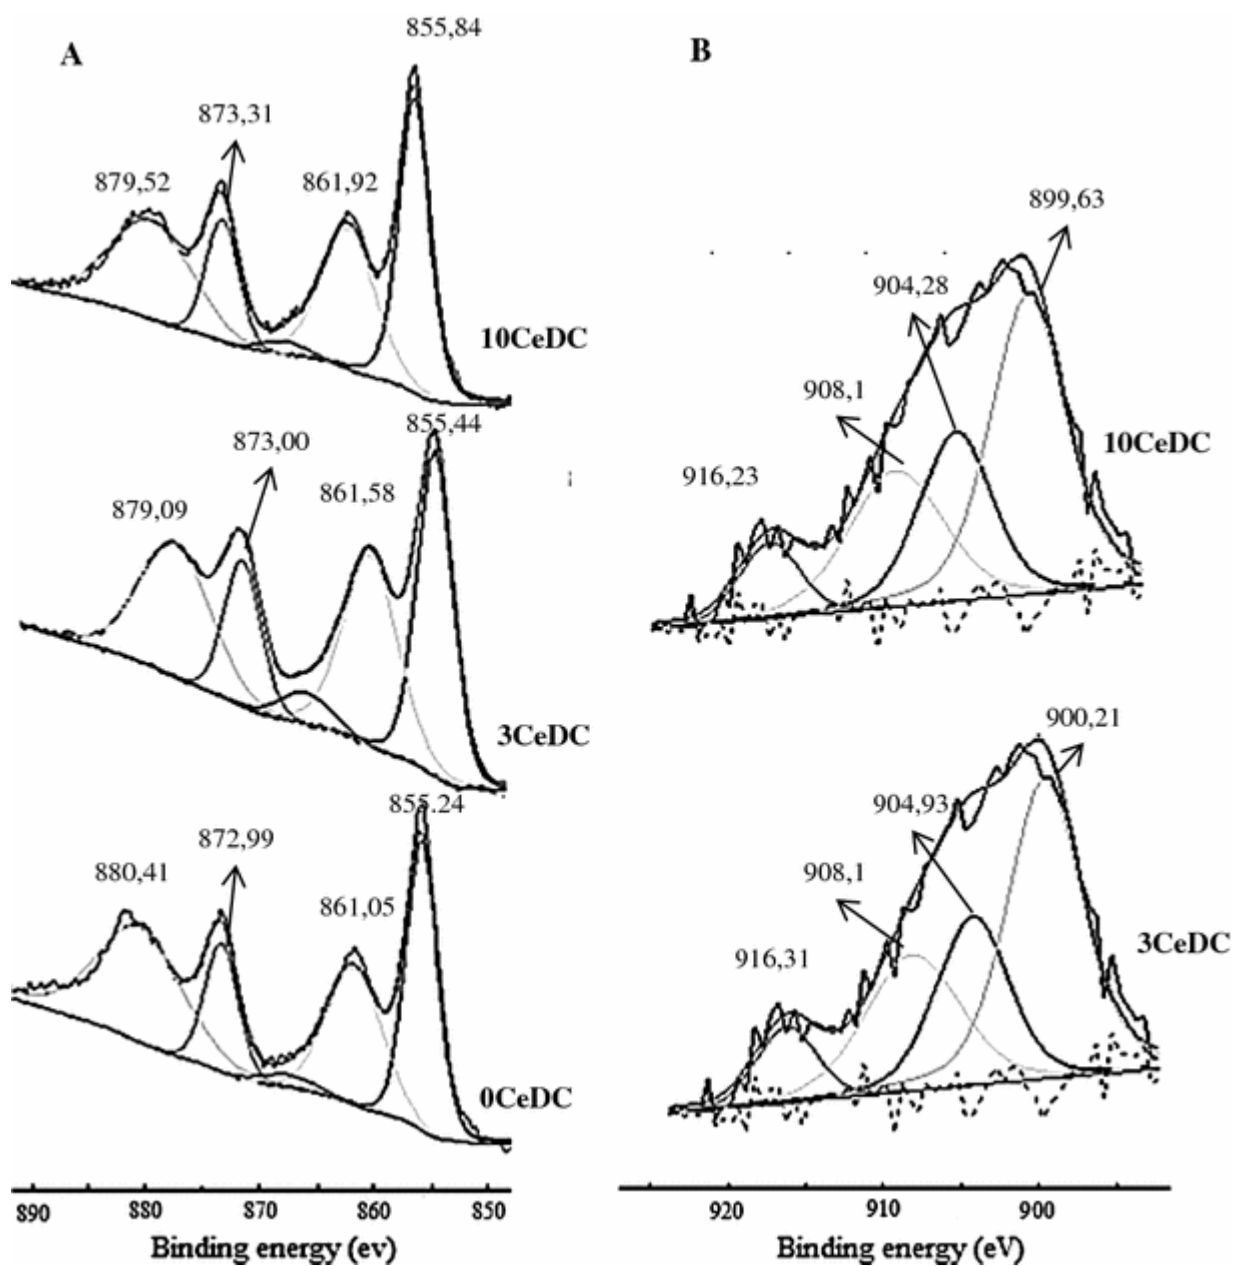 A
855,84
873,31
879,52
861,92
10CeDC
855,44
873,00
861,58
879,09
3CeDC
855.24
872,99
880,41
861,05
0CeDC
890 880 870 860 850
Binding energy (ev)
B
899,63
904,28
908,1
10CeDC
916,23
900,21
904,93
908,1
3CeDC
916,31
920 910 900
Binding energy (eV)